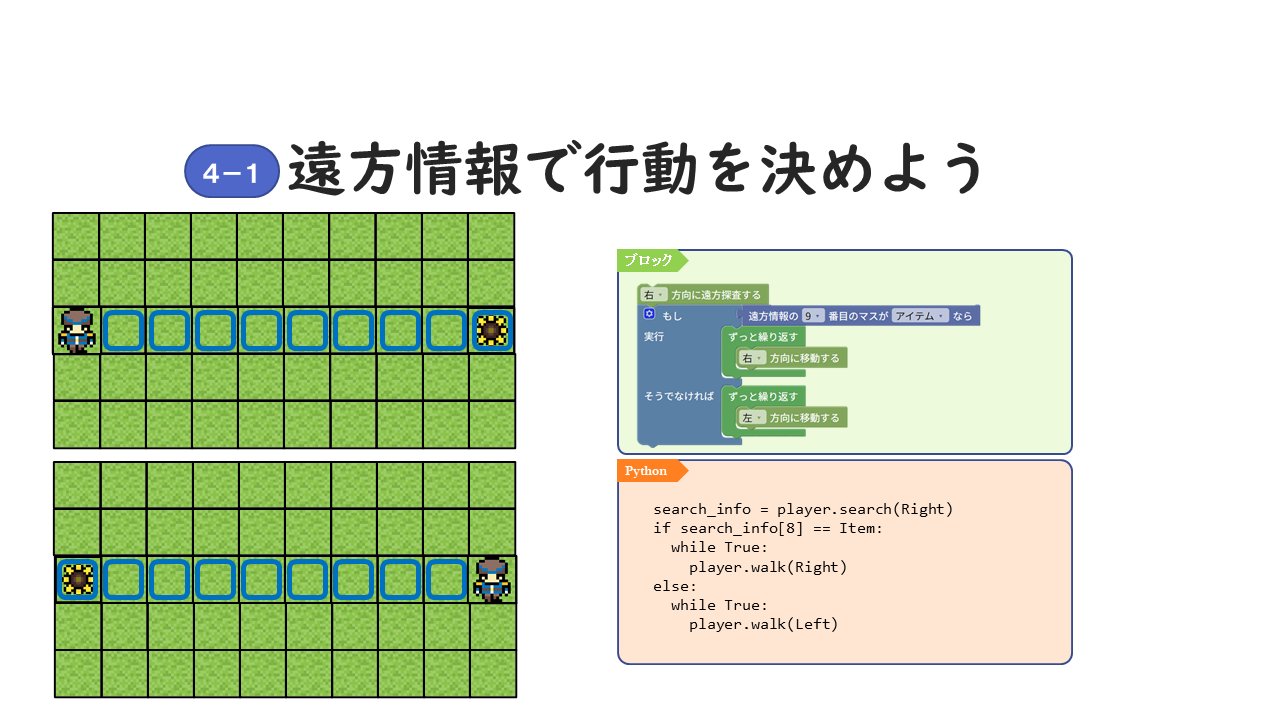 4−1 遠方情報で行動を決めよう
ブロック
右 方向に遠方探査する
もし 遠方情報の 9 番目のマスが アイテム なら
実行 ずっと繰り返す
右 方向に移動する
そうでなければ ずっと繰り返す
左 方向に移動する
Python
search_info = player.search(Right)
if search_info[8] == Item:
  while True:
    player.walk(Right)
else:
  while True:
    player.walk(Left)